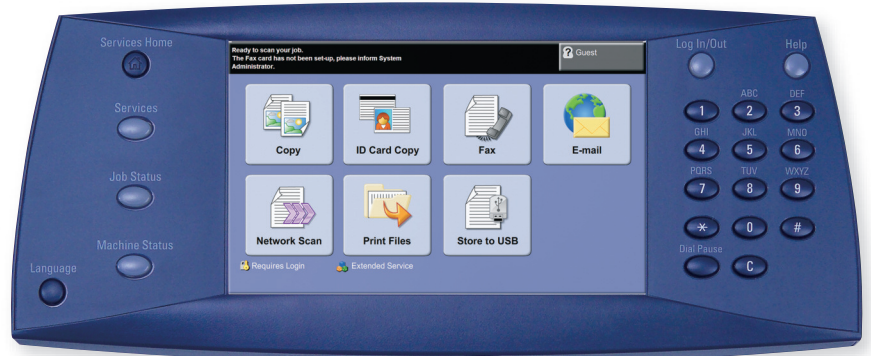 Services Home
Services
Job Status
Machine Status
Language
Ready to scan your job.
The Fax card has not been set-up, please inform System
Administrator.
? Guest
Copy
ID Card Copy
Fax
E-mail
Network Scan
Print Files
Store to USB
Requires Login
Extended Service
Log In/Out
Help
ABC
DEF
1
2
3
GHI
JKL
MNO
4
5
6
PQRS
TUV
WXYZ
7
8
9
*
0
#
Dial Pause
C